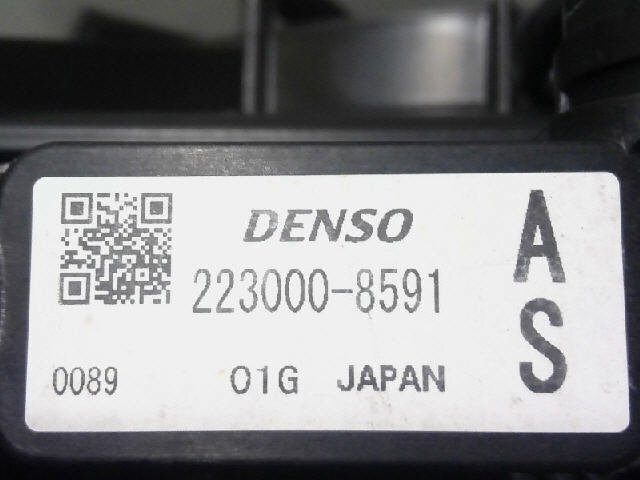 DENSO
223000-8591
0089 01G JAPAN
A
S